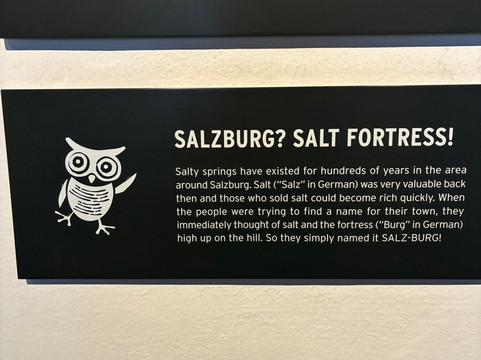 SALZBURG? SALT FORTRESS!
Salty springs have existed for hundreds of years in the area
around Salzburg. Salt (“Salz” in German) was very valuable back
then and those who sold salt could become rich quickly. When
the people were trying to find a name for their town, they
immediately thought of salt and the fortress (“Burg” in German)
high up on the hill. So they simply named it SALZ-BURG!